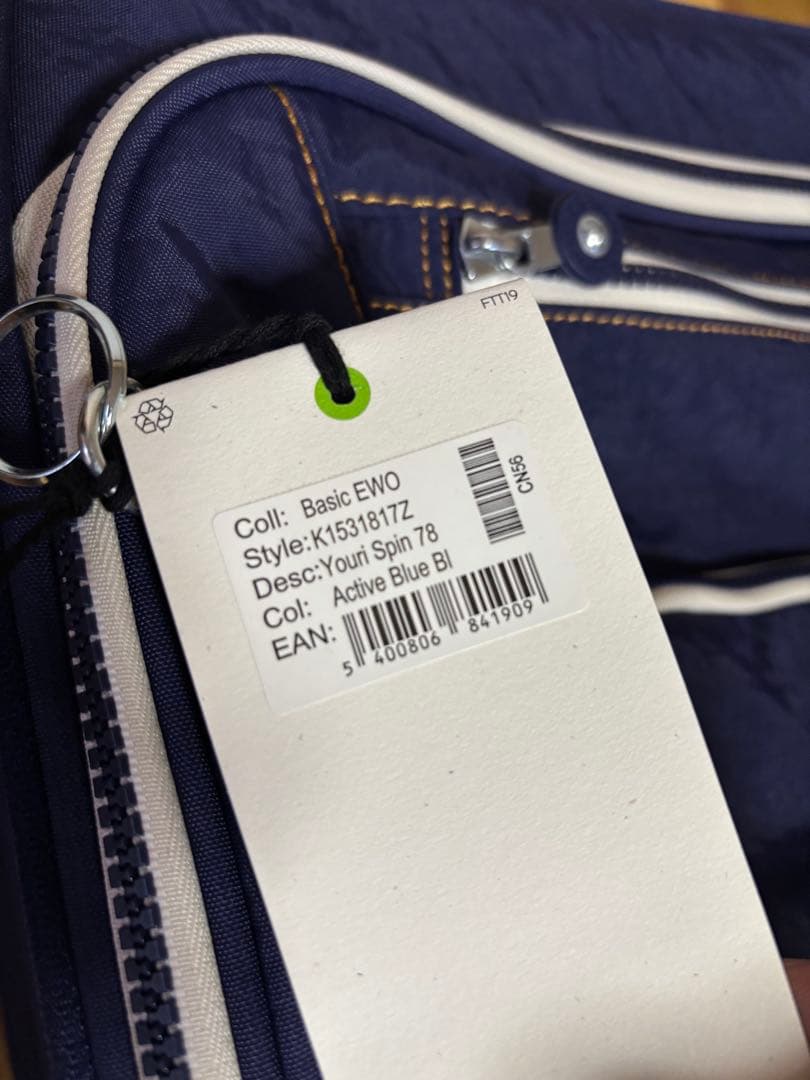 FTT19
Coll: Basic EWO
CN56
Style:K1531817Z
Desc:Youri Spin 78
Col: Active Blue Bl
EAN:
5 400806 841909